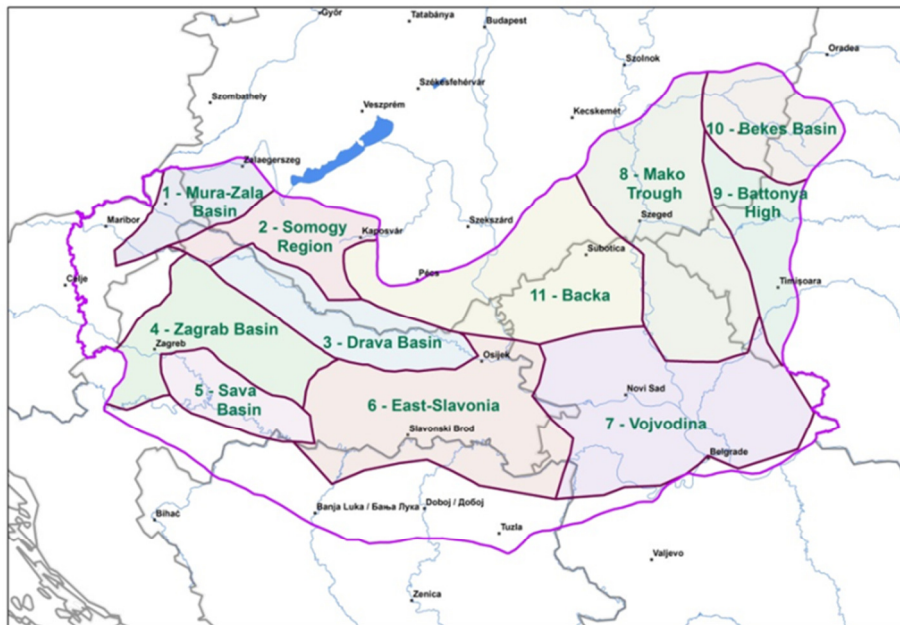 Győr
Tatabánya
Budapest
Oradea
Szolnok
Székesfehérvár
Szombathely
Veszprém
Kecskemét
10 - Bekes Basin
Zalaegerszeg
8 - Mako
Trough
1 - Mura-Zala
Basin
9 - Battonya
High
Maribor
2 - Somogy
Region
Kaposvár
Szekszárd
Szeged
Subotica
Celje
Pécs
Timișoara
11 - Backa
4 - Zagrab Basin
Zagreb
3 - Drava Basin
Osijek
5 - Sava
Basin
Novi Sad
6 - East-Slavonia
7 - Vojvodina
Slavonski Brod
Belgrade
Bihać
Banja Luka / Бања Лука
Doboj / Добој
Tuzla
Valjevo
Zenica